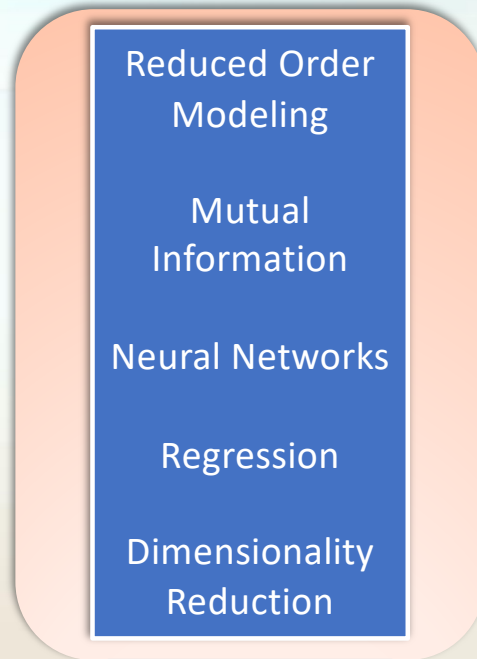 Reduced Order
Modeling
Mutual
Information
Neural Networks
Regression
Dimensionality
Reduction